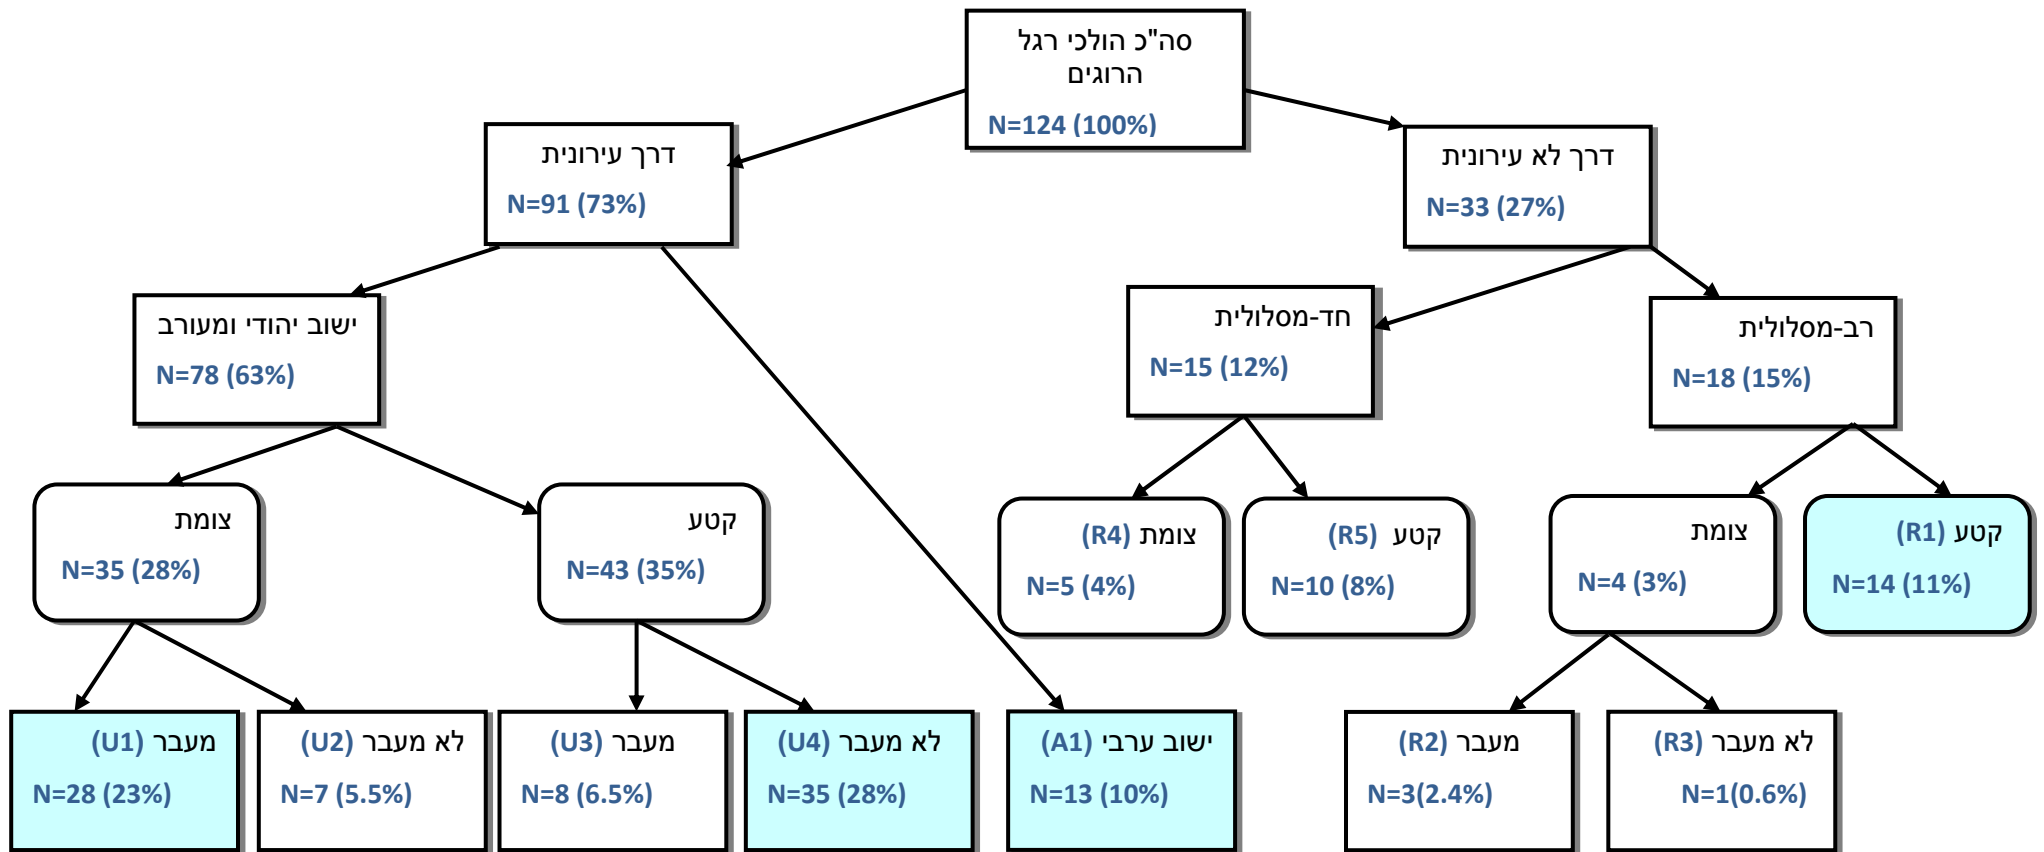 סה"כ הולכי רגל
הרוגים
N=124 (100%)
דרך עירונית
N=91 (73%)
דרך לא עירונית
N=33 (27%)
ישוב יהודי ומעורב
N=78 (63%)
חד-מסלולית
N=15 (12%)
רב-מסלולית
N=18 (15%)
צומת
N=35 (28%)
קטע
N=43 (35%)
צומת (R4)
N=5 (4%)
קטע (R5)
N=10 (8%)
צומת
N=4 (3%)
קטע (R1)
N=14 (11%)
מעבר (U1)
N=28 (23%)
לא מעבר (U2)
N=7 (5.5%)
מעבר (U3)
N=8 (6.5%)
לא מעבר (U4)
N=35 (28%)
ישוב ערבי (A1)
N=13 (10%)
מעבר (R2)
N=3(2.4%)
לא מעבר (R3)
N=1(0.6%)